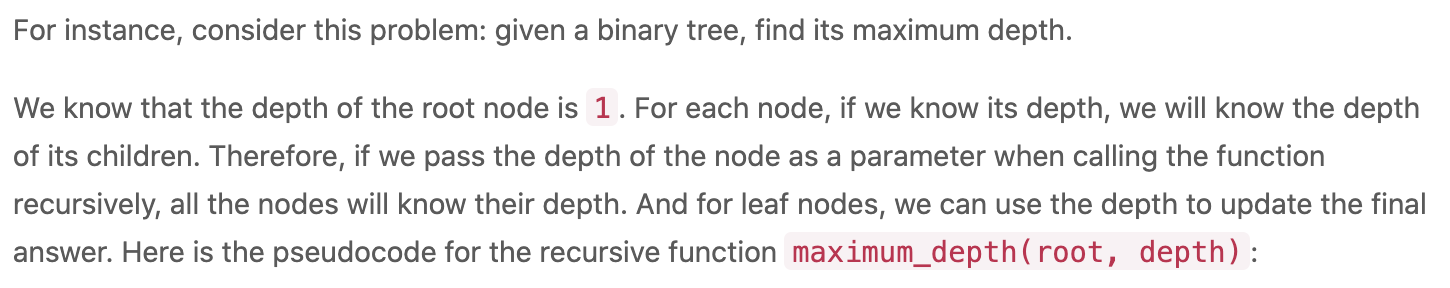 For instance, consider this problem: given a binary tree, find its maximum depth.
We know that the depth of the root node is 1. For each node, if we know its depth, we will know the depth
of its children. Therefore, if we pass the depth of the node as a parameter when calling the function
recursively, all the nodes will know their depth. And for leaf nodes, we can use the depth to update the final
answer. Here is the pseudocode for the recursive function maximum_depth(root, depth):